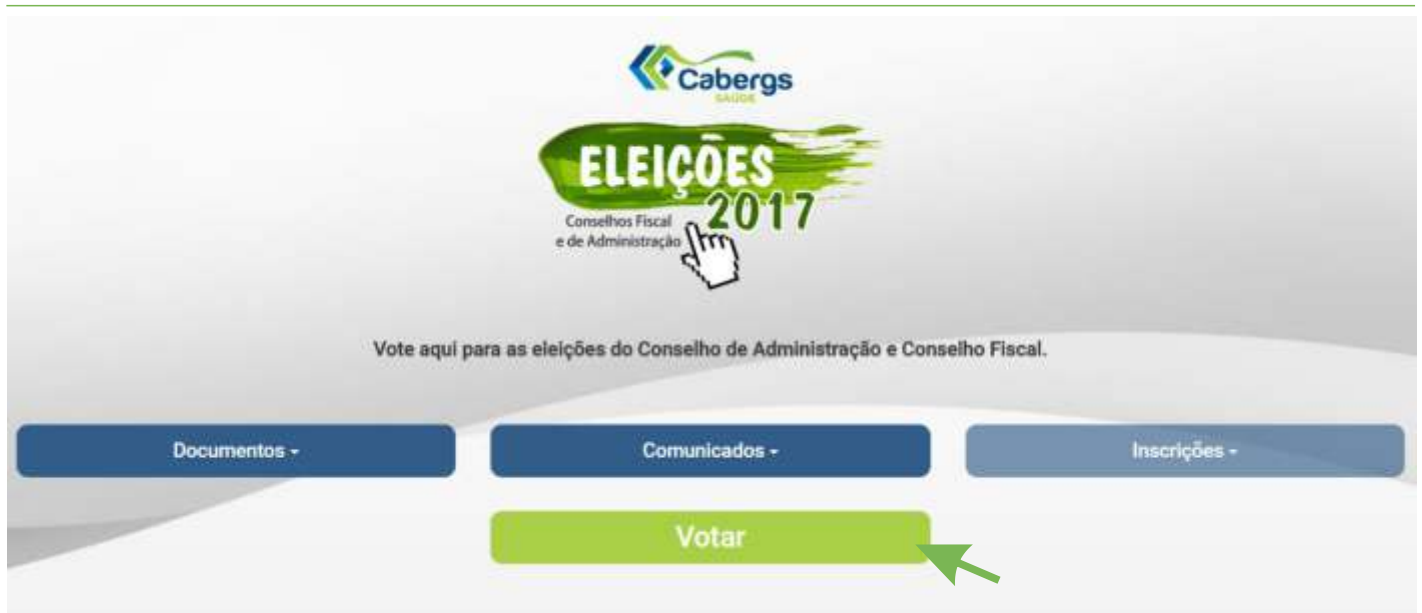 Cabergs
SAÚDE
ELEIÇÕES
2017
Conselhos Fiscal
e de Administração
Vote aqui para as eleições do Conselho de Administração e Conselho Fiscal.
Documentos
Comunicados
Inscrições
Votar